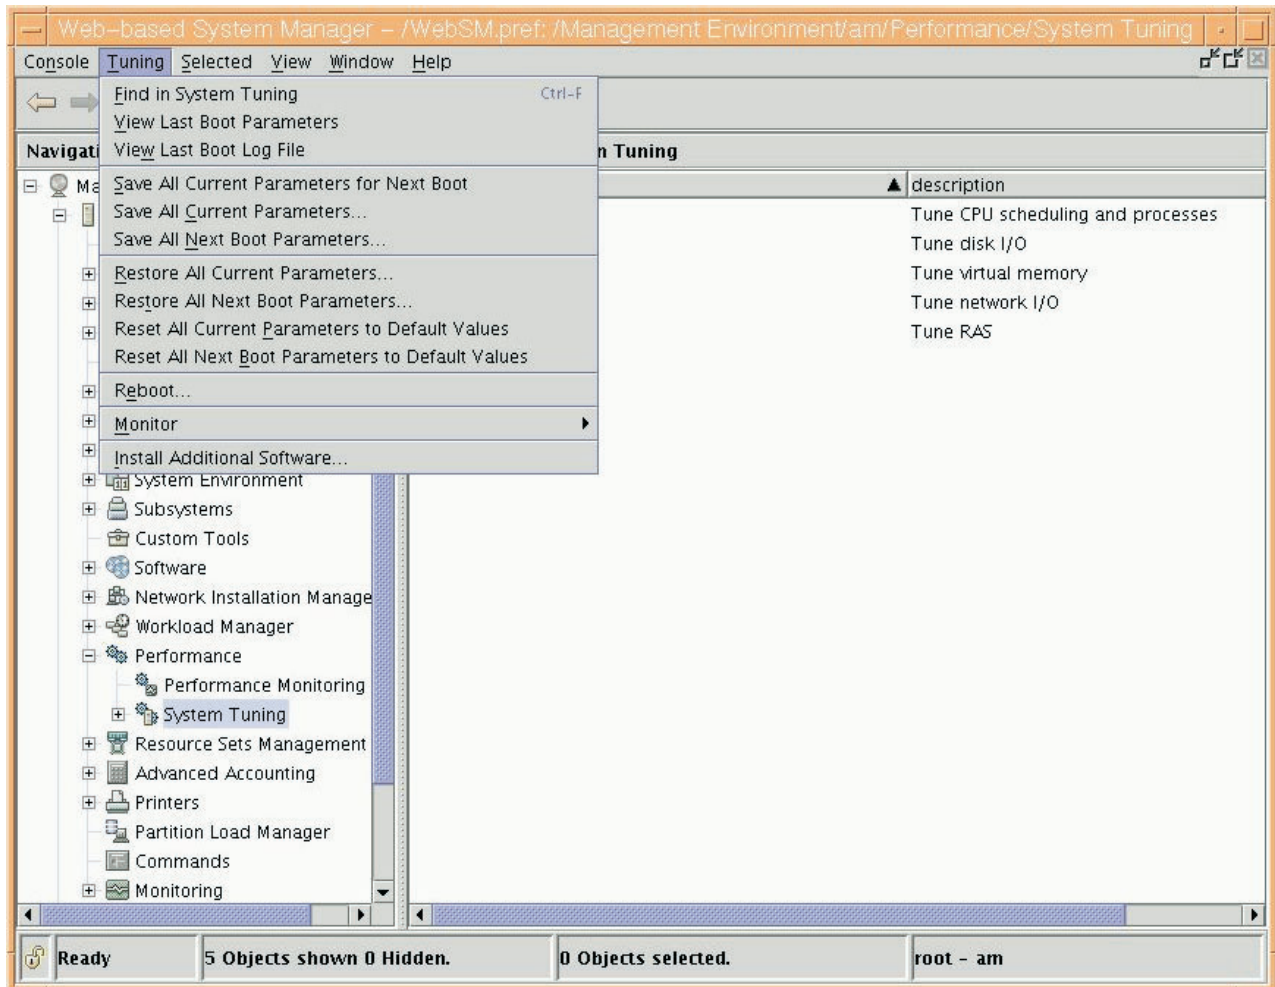 Web-based System Manager - /WebSM.pref: /Management Environment/am/Performance/System Tuning
Console Tuning Selected View Window Help
Find in System Tuning Ctrl-F
View Last Boot Parameters
View Last Boot Log File
Navigati n Tuning
Save All Current Parameters for Next Boot
Save All Current Parameters...
Save All Next Boot Parameters...
Restore All Current Parameters...
Restore All Next Boot Parameters...
Reset All Current Parameters to Default Values
Reset All Next Boot Parameters to Default Values
Reboot...
Monitor
Install Additional Software...
Ma
System Environment
Subsystems
Custom Tools
Software
Network Installation Manage
Workload Manager
Performance
Performance Monitoring
System Tuning
Resource Sets Management
Advanced Accounting
Printers
Partition Load Manager
Commands
Monitoring
description
Tune CPU scheduling and processes
Tune disk I/O
Tune virtual memory
Tune network I/O
Tune RAS
Ready 5 Objects shown 0 Hidden. 0 Objects selected. root - am